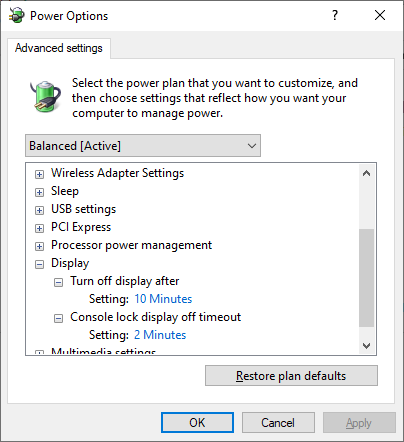 Power Options
Advanced settings
Select the power plan that you want to customize, and
then choose settings that reflect how you want your
computer to manage power.
Balanced [Active]
Wireless Adapter Settings
Sleep
USB settings
PCI Express
Processor power management
Display
Turn off display after
Setting: 10 Minutes
Console lock display off timeout
Setting: 2 Minutes
Multimedia settings
Restore plan defaults
OK
Cancel
Apply